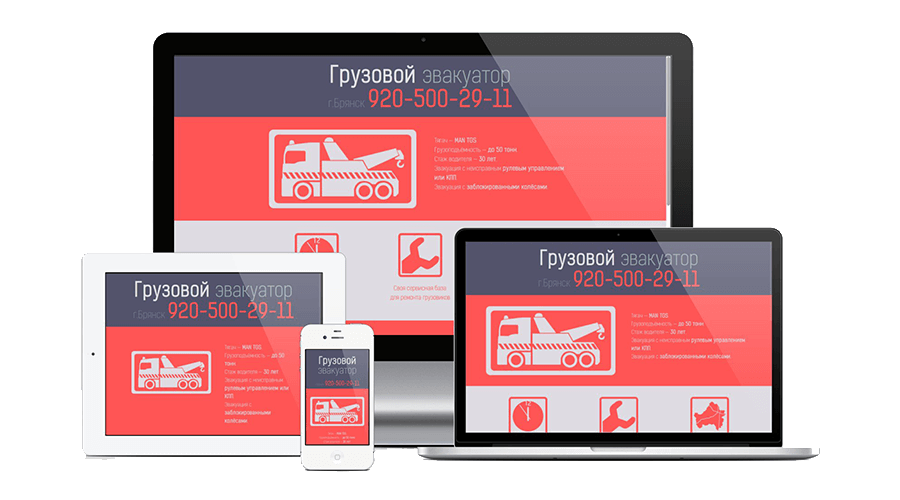 Грузовой эвакуатор
г.Брянск 920-500-29-11
Тягач – MAN TGS
Грузоподъёмность – до 50 тонн
Стаж водителя – 30 лет
Эвакуация с неисправным рулевым управлением
или КПП
Эвакуация с заблокированными колёсами
12
Своя сервисная база
для ремонта грузовиков
Грузовой эвакуатор
г.Брянск 920-500-29-11
Тягач – MAN TGS
Грузоподъёмность – до 50
тонн
Стаж водителя – 30 лет
Эвакуация с неисправным
рулевым управлением или
КПП
Эвакуация с
заблокированными
колёсами
Грузовой
эвакуатор
920-500-29-11
Грузовой эвакуатор
г.Брянск 920-500-29-11
Тягач – MAN TGS
Грузоподъёмность – до 50 тонн
Стаж водителя – 30 лет
Эвакуация с неисправным рулевым управлением
или КПП
Эвакуация с заблокированными колёсами
12